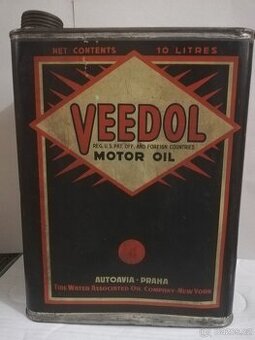 NET CONTENTS 10 LITRES
VEEDOL
REG. U.S. PAT. OFF. AND FOREIGN COUNTRIES
MOTOR OIL
AUTOAVIA - PRAHA
TIDE WATER ASSOCIATED OIL COMPANY - NEW YORK